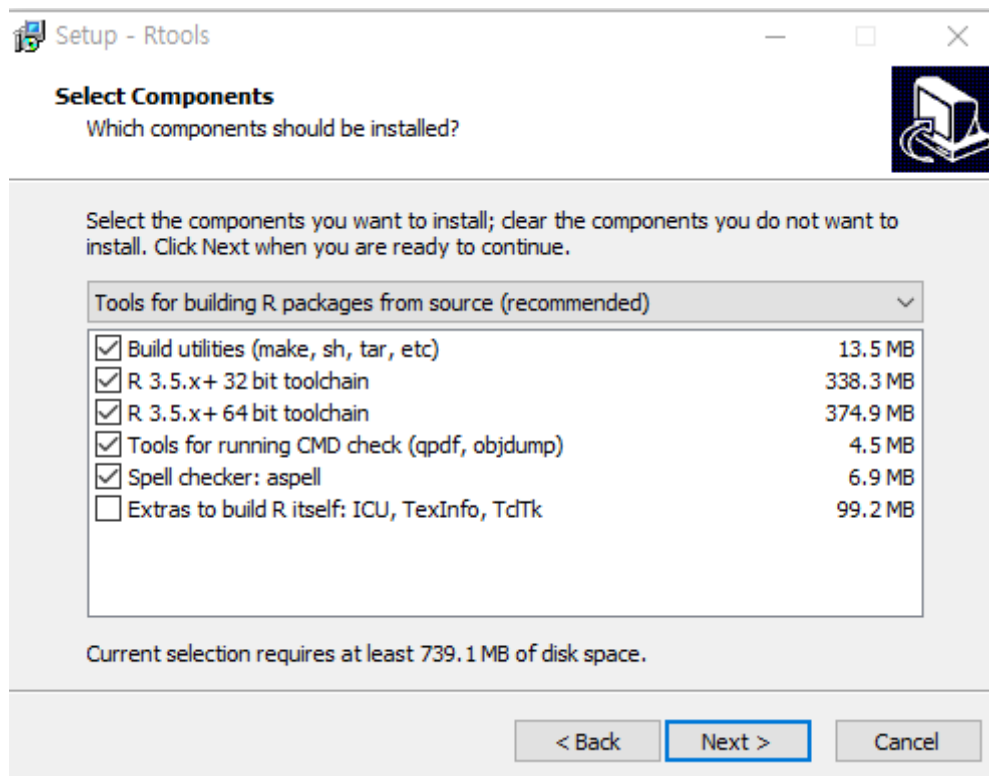 Setup - Rtools
Select Components
Which components should be installed?
Select the components you want to install; clear the components you do not want to
install. Click Next when you are ready to continue.
Tools for building R packages from source (recommended)
Build utilities (make, sh, tar, etc) 13.5 MB
R 3.5.x+ 32 bit toolchain 338.3 MB
R 3.5.x+ 64 bit toolchain 374.9 MB
Tools for running CMD check (qpdf, objdump) 4.5 MB
Spell checker: aspell 6.9 MB
Extras to build R itself: ICU, TexInfo, TclTk 99.2 MB
Current selection requires at least 739.1 MB of disk space.
< Back Next > Cancel